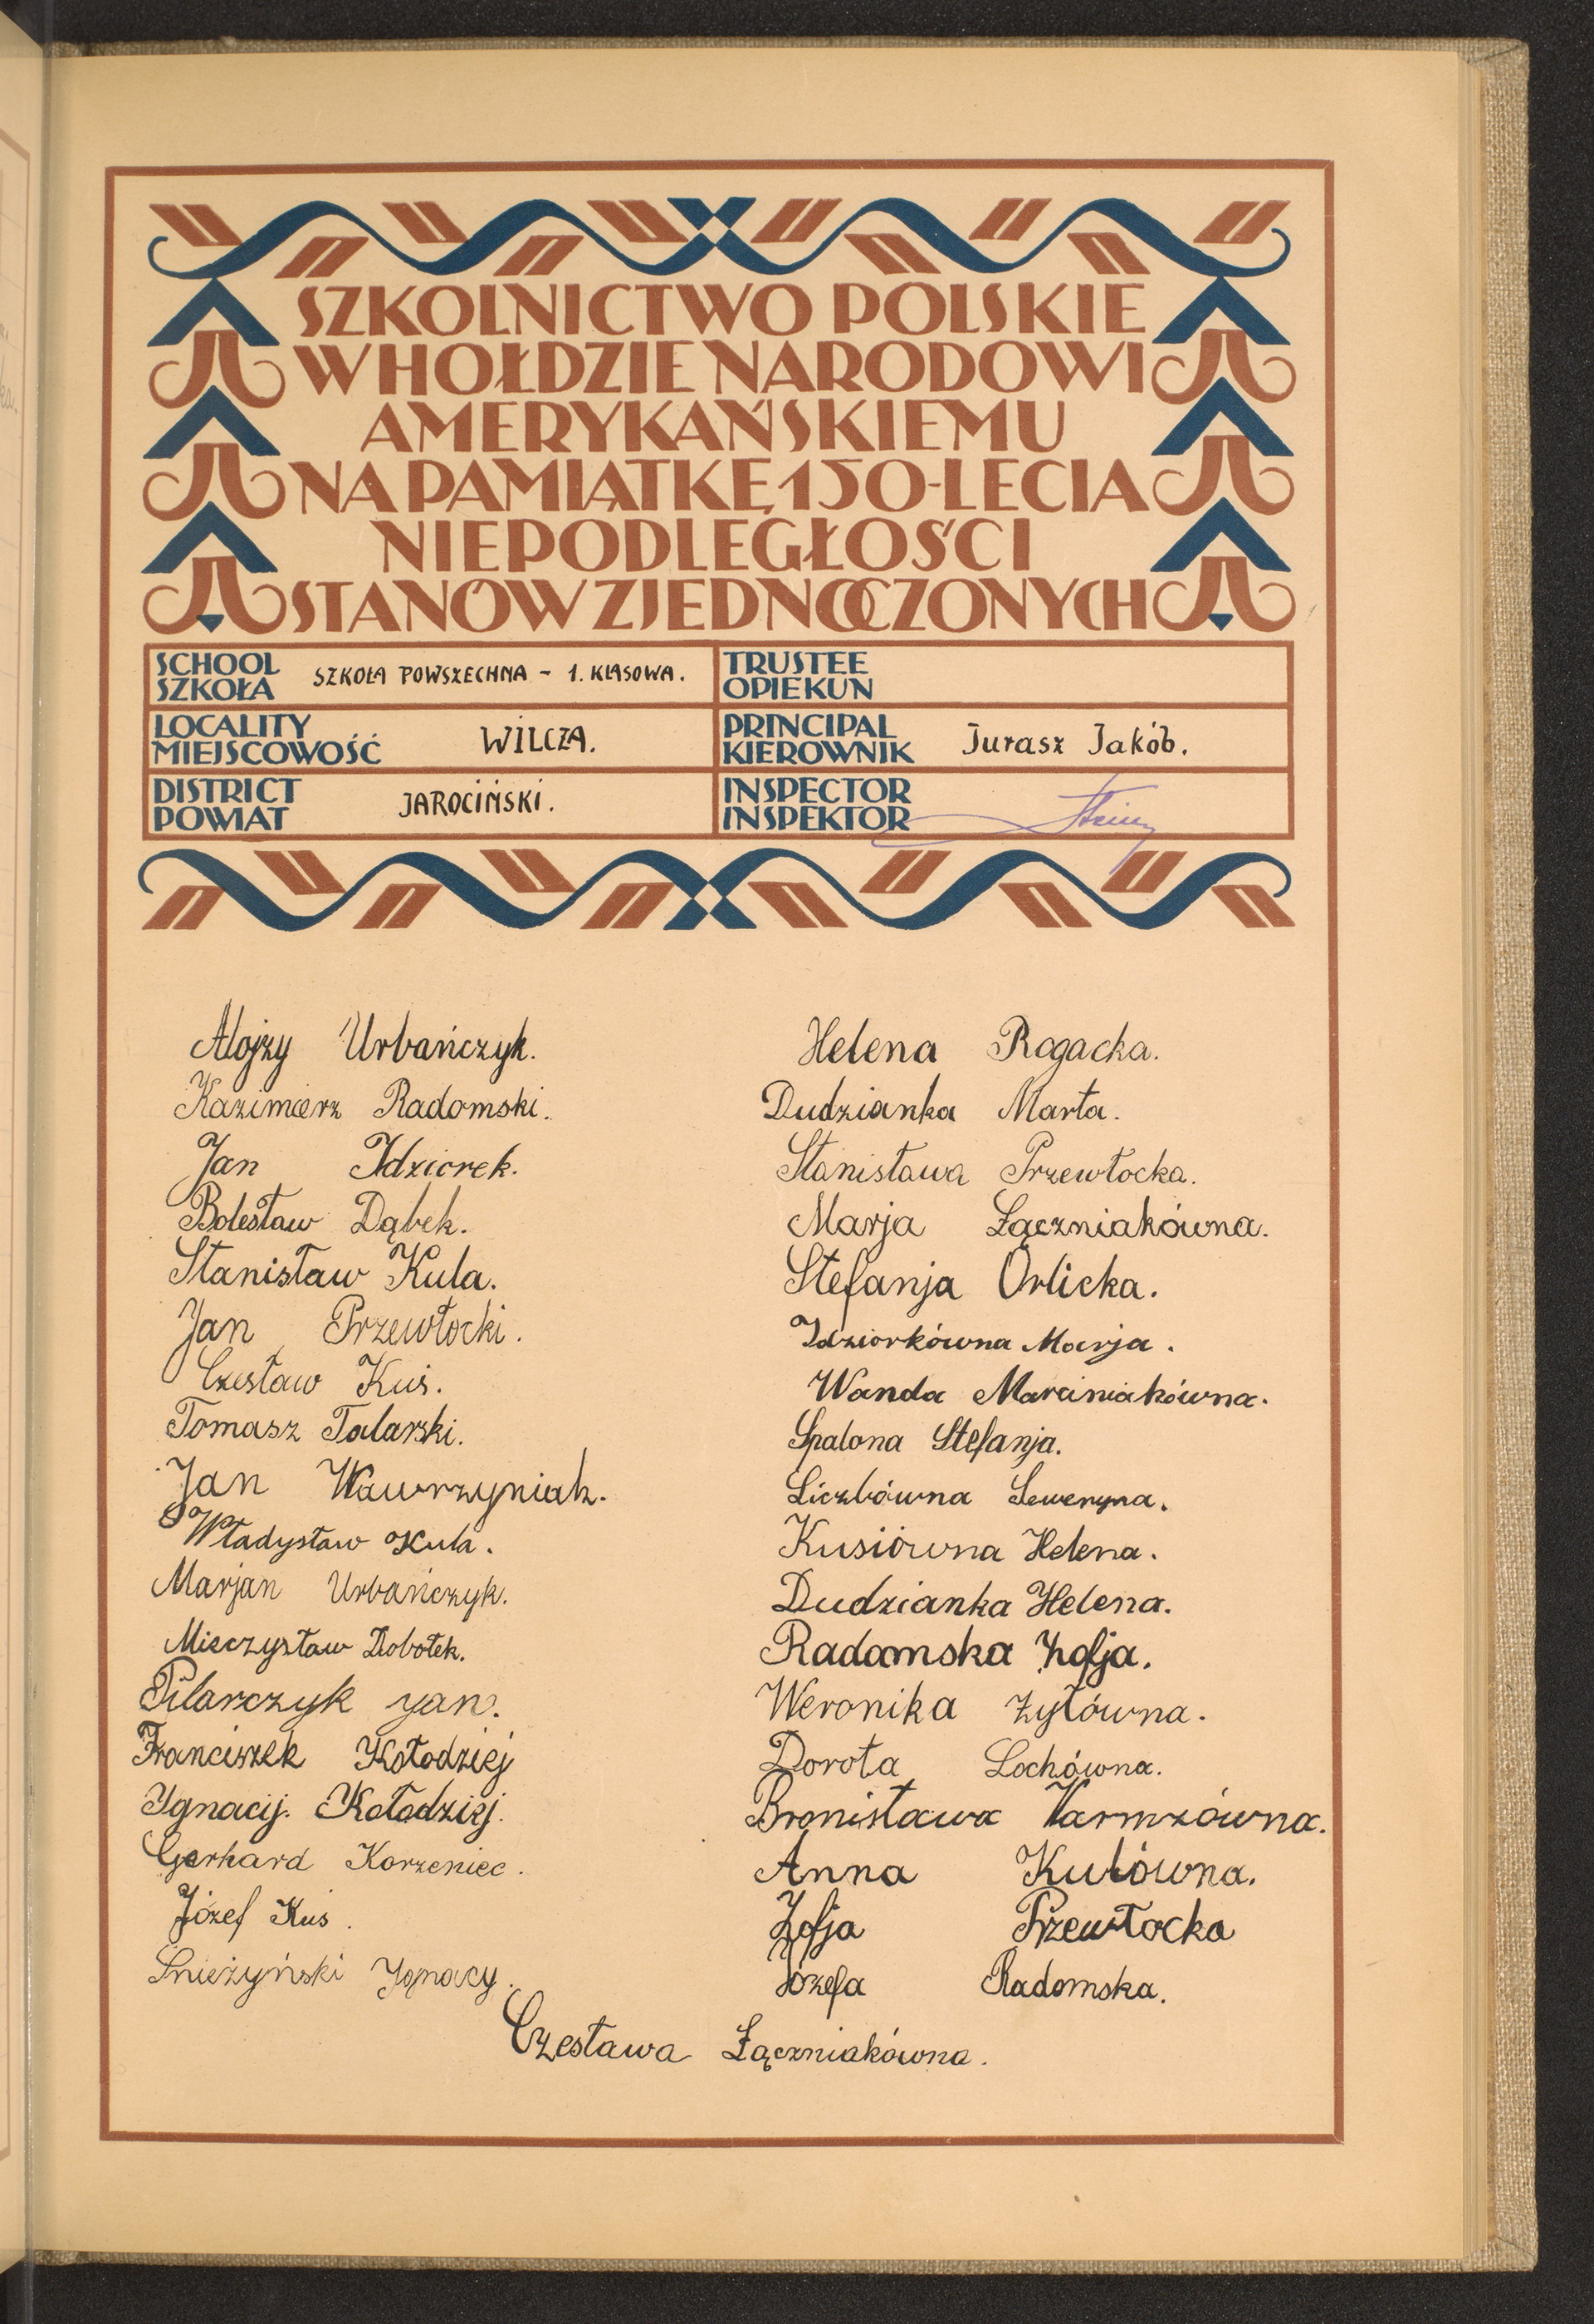 SZKOLNICTWO POLSKIE
W HOŁDZIE NARODOWI
AMERYKAŃSKIEMU
NA PAMIĄTKĘ 150-LECIA
NIEPODLEGŁOŚCI
STANÓW ZJEDNOCZONYCH
SCHOOL
SZKOŁA
SZKOŁA POWSZECHNA - 1. KLASOWA.
TRUSTEE
OPIEKUN
LOCALITY
MIEJSCOWOŚĆ
WILCZA.
PRINCIPAL
KIEROWNIK
Jurasz Jakób.
DISTRICT
POWIAT
JAROCIŃSKI.
INSPECTOR
INSPEKTOR
Alojzy Urbańczyk.
Kazimierz Radomski.
Jan Idziorek.
Bolesław Dąbek.
Stanisław Kula.
Jan Przewłocki.
Czesław Kuś.
Tomasz Talarski.
Jan Wawrzyniak.
Władysław Kula.
Marjan Urbańczyk.
Mieczysław
Pilarczyk Jan.
Franciszek Kołodziej
Ignacy. Kołodziej.
Gerhard Korzeniec.
Józef Kuś.
Śnieżyński Ignacy.
Helena Rogacka.
Dudzianka Marta.
Stanisława Przewłocka.
Marja Łączniakówna.
Stefanja Orlicka.
Idziorkówna Marja.
Wanda Marciniakówna.
Spalona Stefanja.
Liczbówna Seweryna.
Kusiówna Helena.
Dudzianka Helena.
Radomska Zofja.
Weronika Żyłówna.
Dorota Lochówna.
Bronisława
Anna Kulówna.
Zofja Przewłocka
Józefa Radomska.
Czesława Łączniakówna.